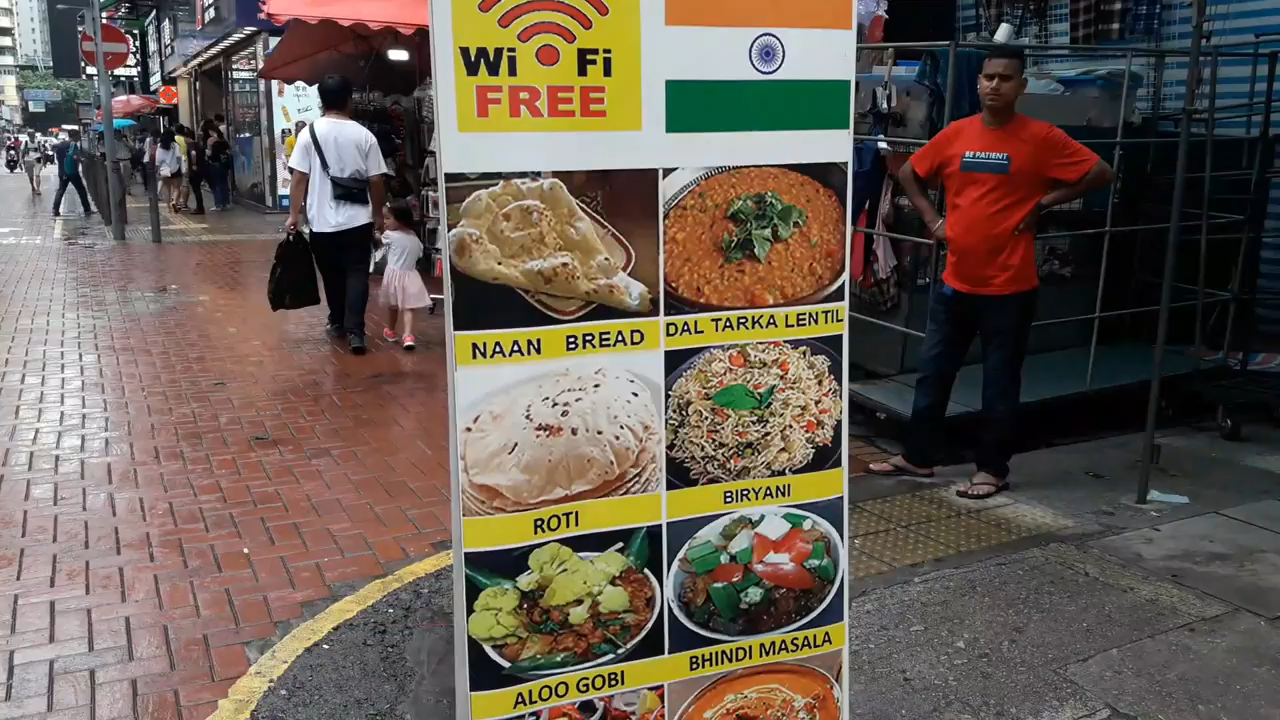 Wi Fi
FREE
NAAN BREAD
DAL TARKA LENTIL
ROTI
BIRYANI
ALOO GOBI
BHINDI MASALA
BE PATIENT